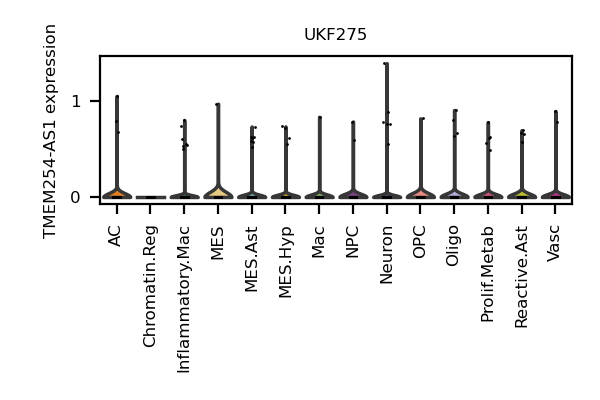 UKF275
TMEM254-AS1 expression
1
0
AC
Chromatin.Reg
Inflammatory.Mac
MES
MES.Ast
MES.Hyp
Mac
NPC
Neuron
OPC
Oligo
Prolif.Metab
Reactive.Ast
Vasc